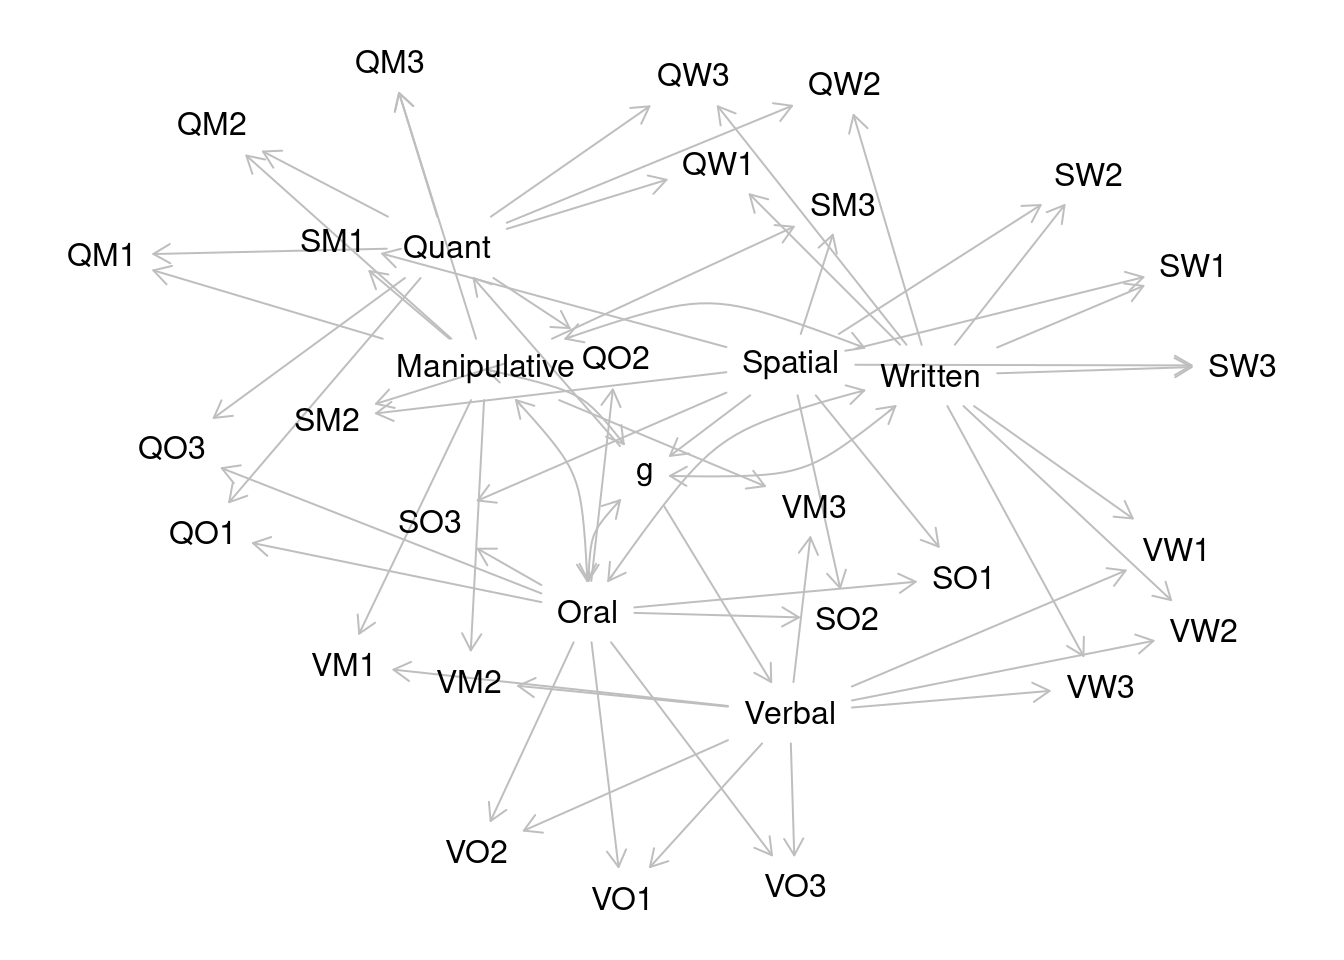 QM3
QW3
QW2
QM2
QW1
SW2
SM3
SM1
Quant
QM1
SW1
Manipulative
QO2
Spatial
Written
SW3
SM2
QO3
g
VM3
SO3
QO1
VW1
SO1
Oral
SO2
VW2
VM1
VM2
VW3
Verbal
VO2
VO3
VO1